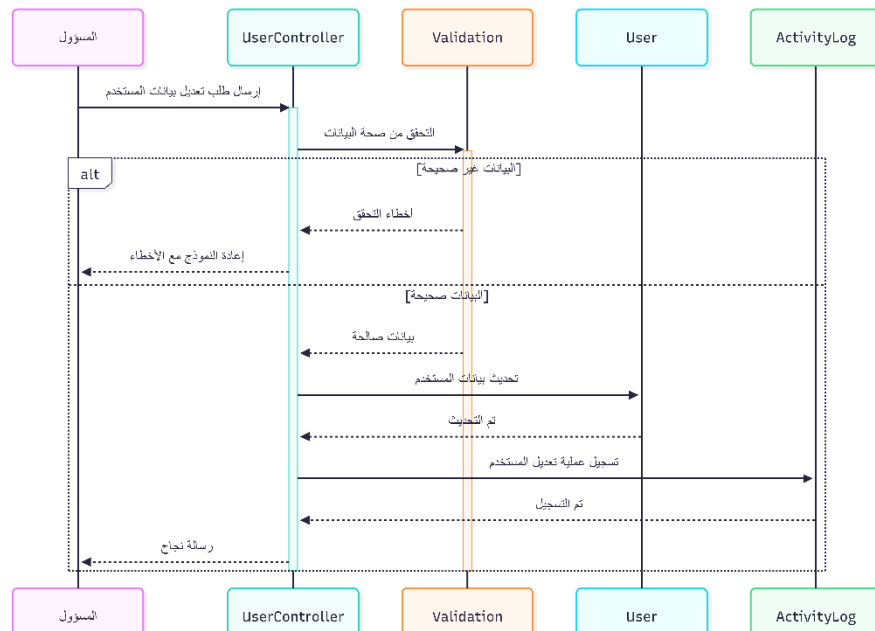 المسؤول
UserController
Validation
User
ActivityLog
إرسال طلب تعديل بيانات المستخدم
التحقق من صحة البيانات
alt
[البيانات غير صحيحة]
أخطاء التحقق
إعادة النموذج مع الأخطاء
[البيانات صحيحة]
بيانات صالحة
تحديث بيانات المستخدم
تم التحديث
تسجيل عملية تعديل المستخدم
تم التسجيل
رسالة نجاح
المسؤول
UserController
Validation
User
ActivityLog